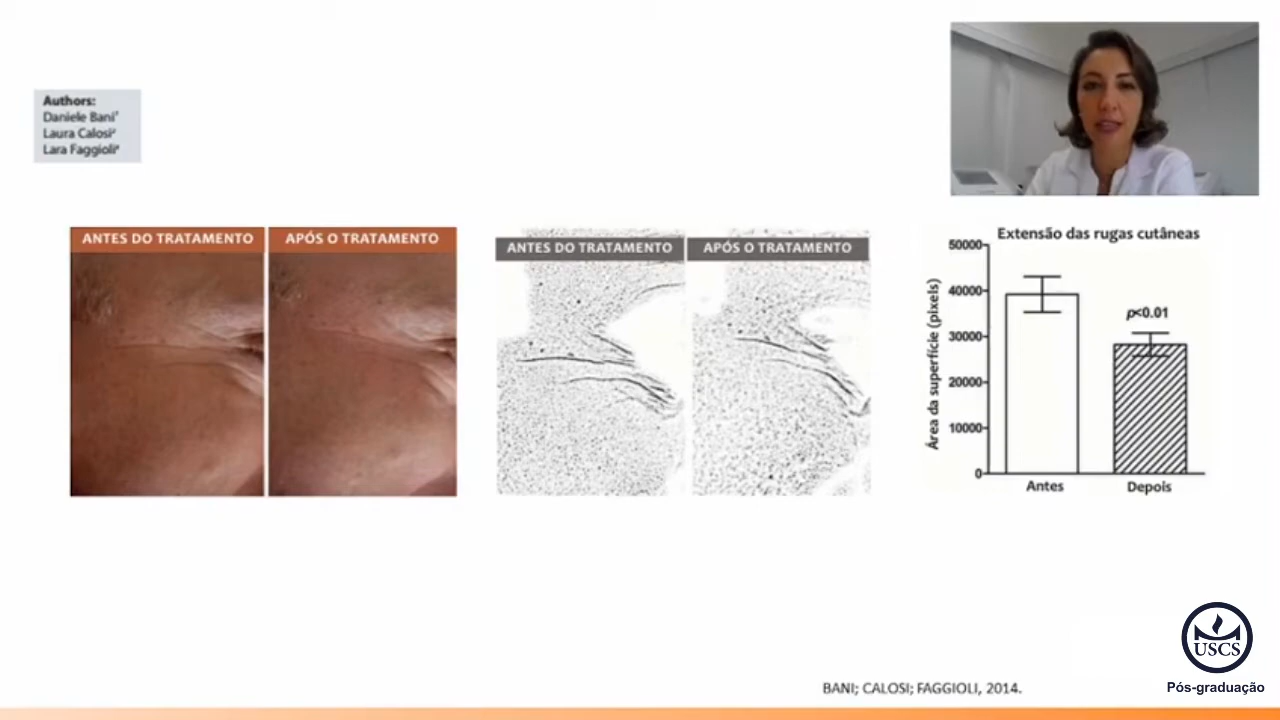 Authors:
Daniele Bani¹
Laura Calosi²
Lara Faggioli³
ANTES DO TRATAMENTO
APÓS O TRATAMENTO
ANTES DO TRATAMENTO
APÓS O TRATAMENTO
Extensão das rugas cutâneas
Área da superfície (pixels)
50000
40000
30000
20000
10000
0
p<0.01
Antes
Depois
BANI; CALOSI; FAGGIOLI, 2014.
USCS
Pós-graduação